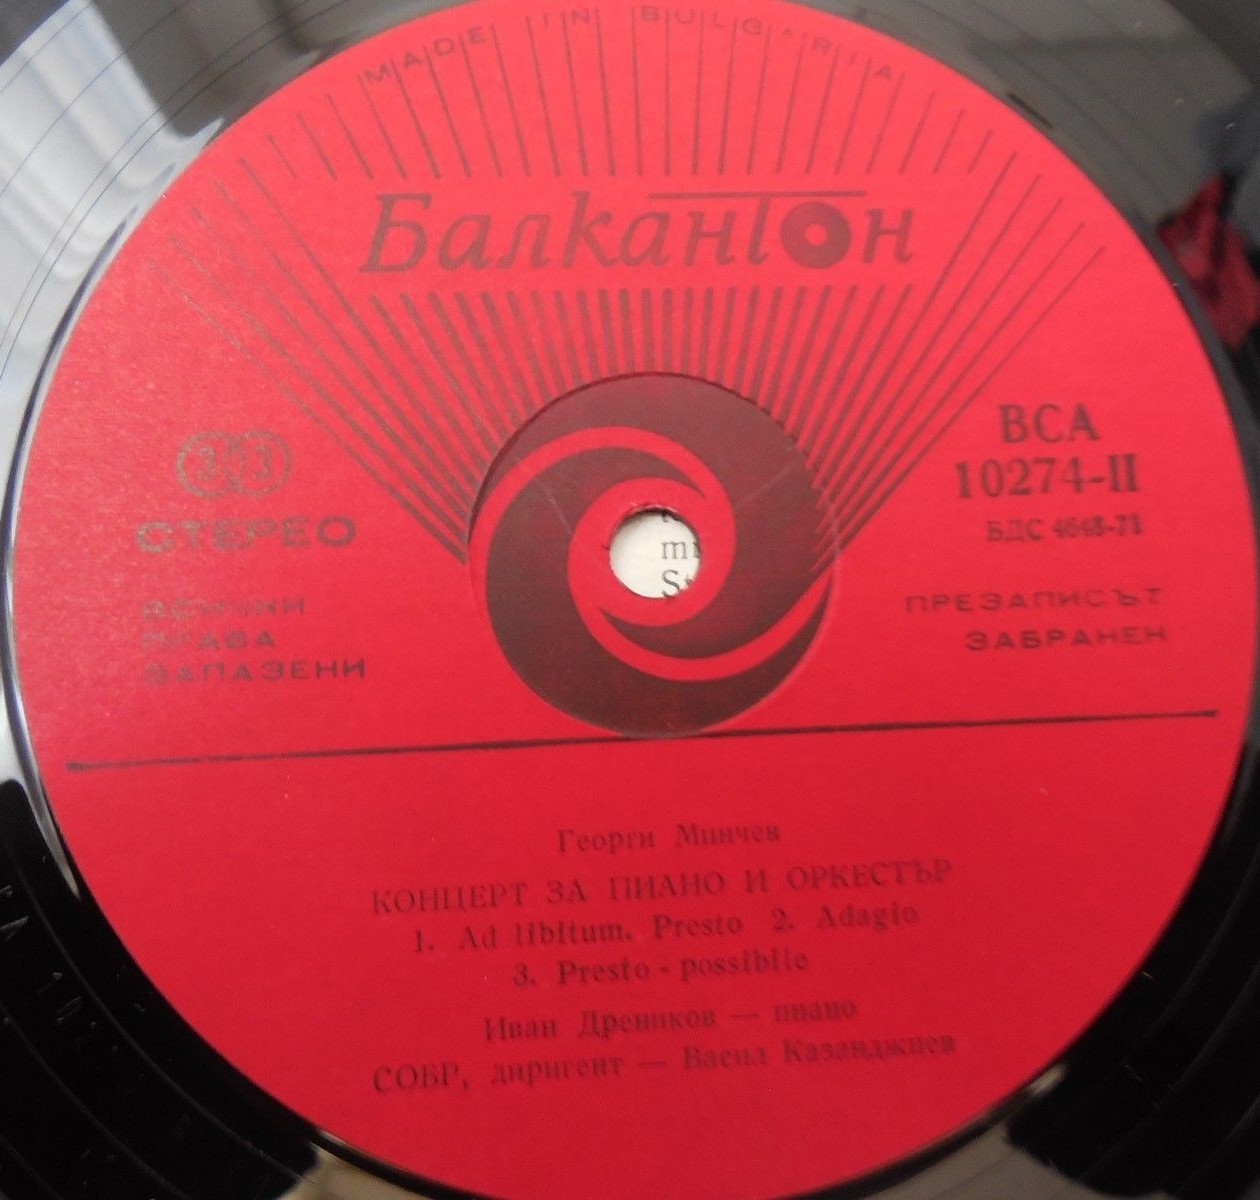 MADE IN BULGARIA
Балкантон
33
СТЕРЕО
ВСИЧКИ
ПРАВА
ЗАПАЗЕНИ
ВСА
10274-II
БДС 4648-71
ПРЕЗАПИСЪТ
ЗАБРАНЕН
Георги Минчев
КОНЦЕРТ ЗА ПИАНО И ОРКЕСТЪР
1. Ad libitum. Presto 2. Adagio
3. Presto - possibile
Иван Дреников — пиано
СОБР, диригент — Васил Казанджиев